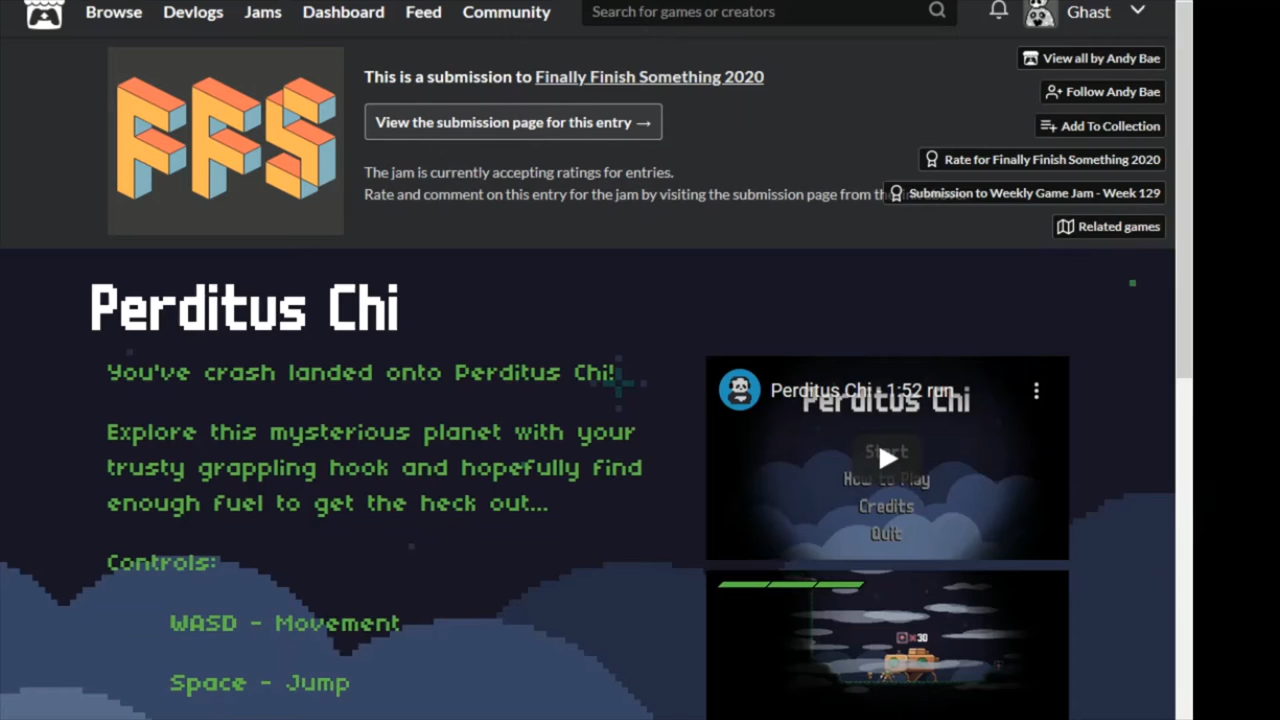 Browse Devlogs Jams Dashboard Feed Community Search for games or creators Ghast
FFS
This is a submission to Finally Finish Something 2020
View the submission page for this entry →
The jam is currently accepting ratings for entries.
Rate and comment on this entry for the jam by visiting the submission page from the
View all by Andy Bae
Follow Andy Bae
Add To Collection
Rate for Finally Finish Something 2020
Submission to Weekly Game Jam - Week 129
Related games
Perditus Chi
You've crash landed onto Perditus Chi!
Explore this mysterious planet with your
trusty grappling hook and hopefully find
enough fuel to get the heck out...
Controls:
WASD - Movement
Space - Jump
Perditus Chi - 1:52 run
Perditus Chi
Start
How to Play
Credits
Quit
×30